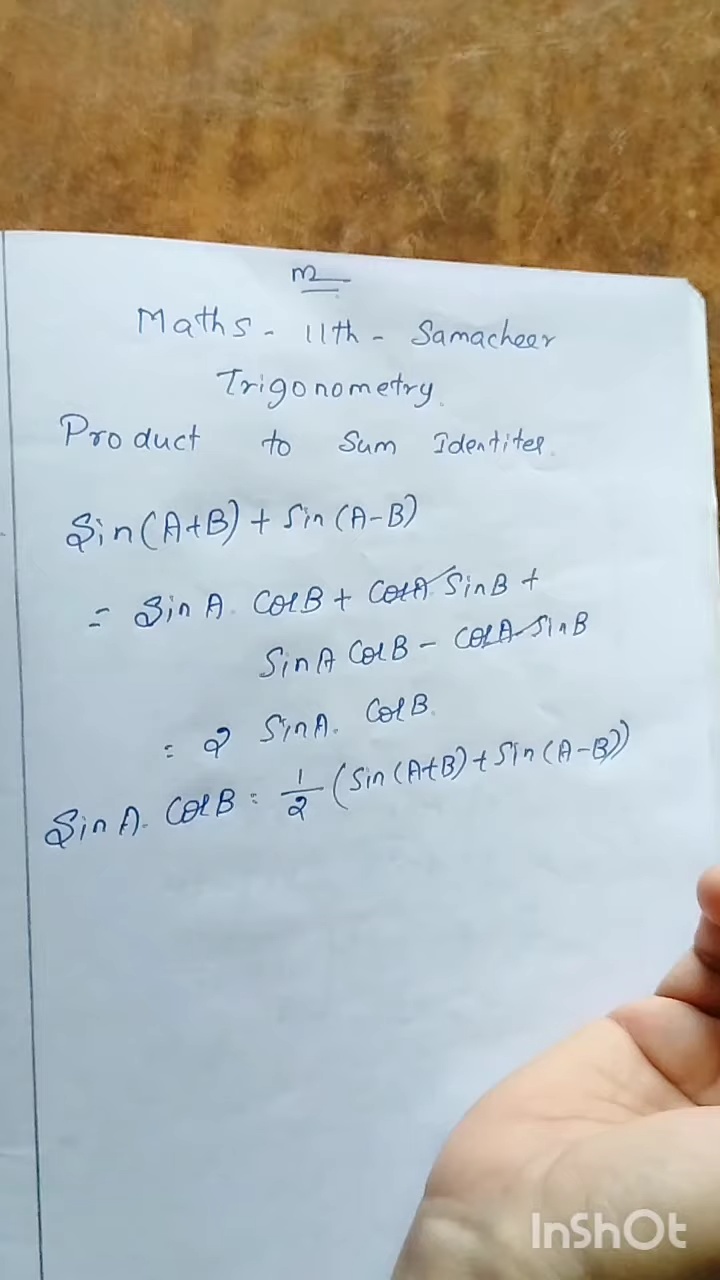 m
Maths - 11th - Samacheer
Trigonometry.
Product to Sum Identites.
Sin(A+B) + Sin(A-B)
= Sin A. CosB + CosA. SinB +
SinA CosB - CosA SinB
= 2 SinA. CosB.
Sin A. CosB = 1/2 (Sin(A+B) + Sin(A-B))
InShOt